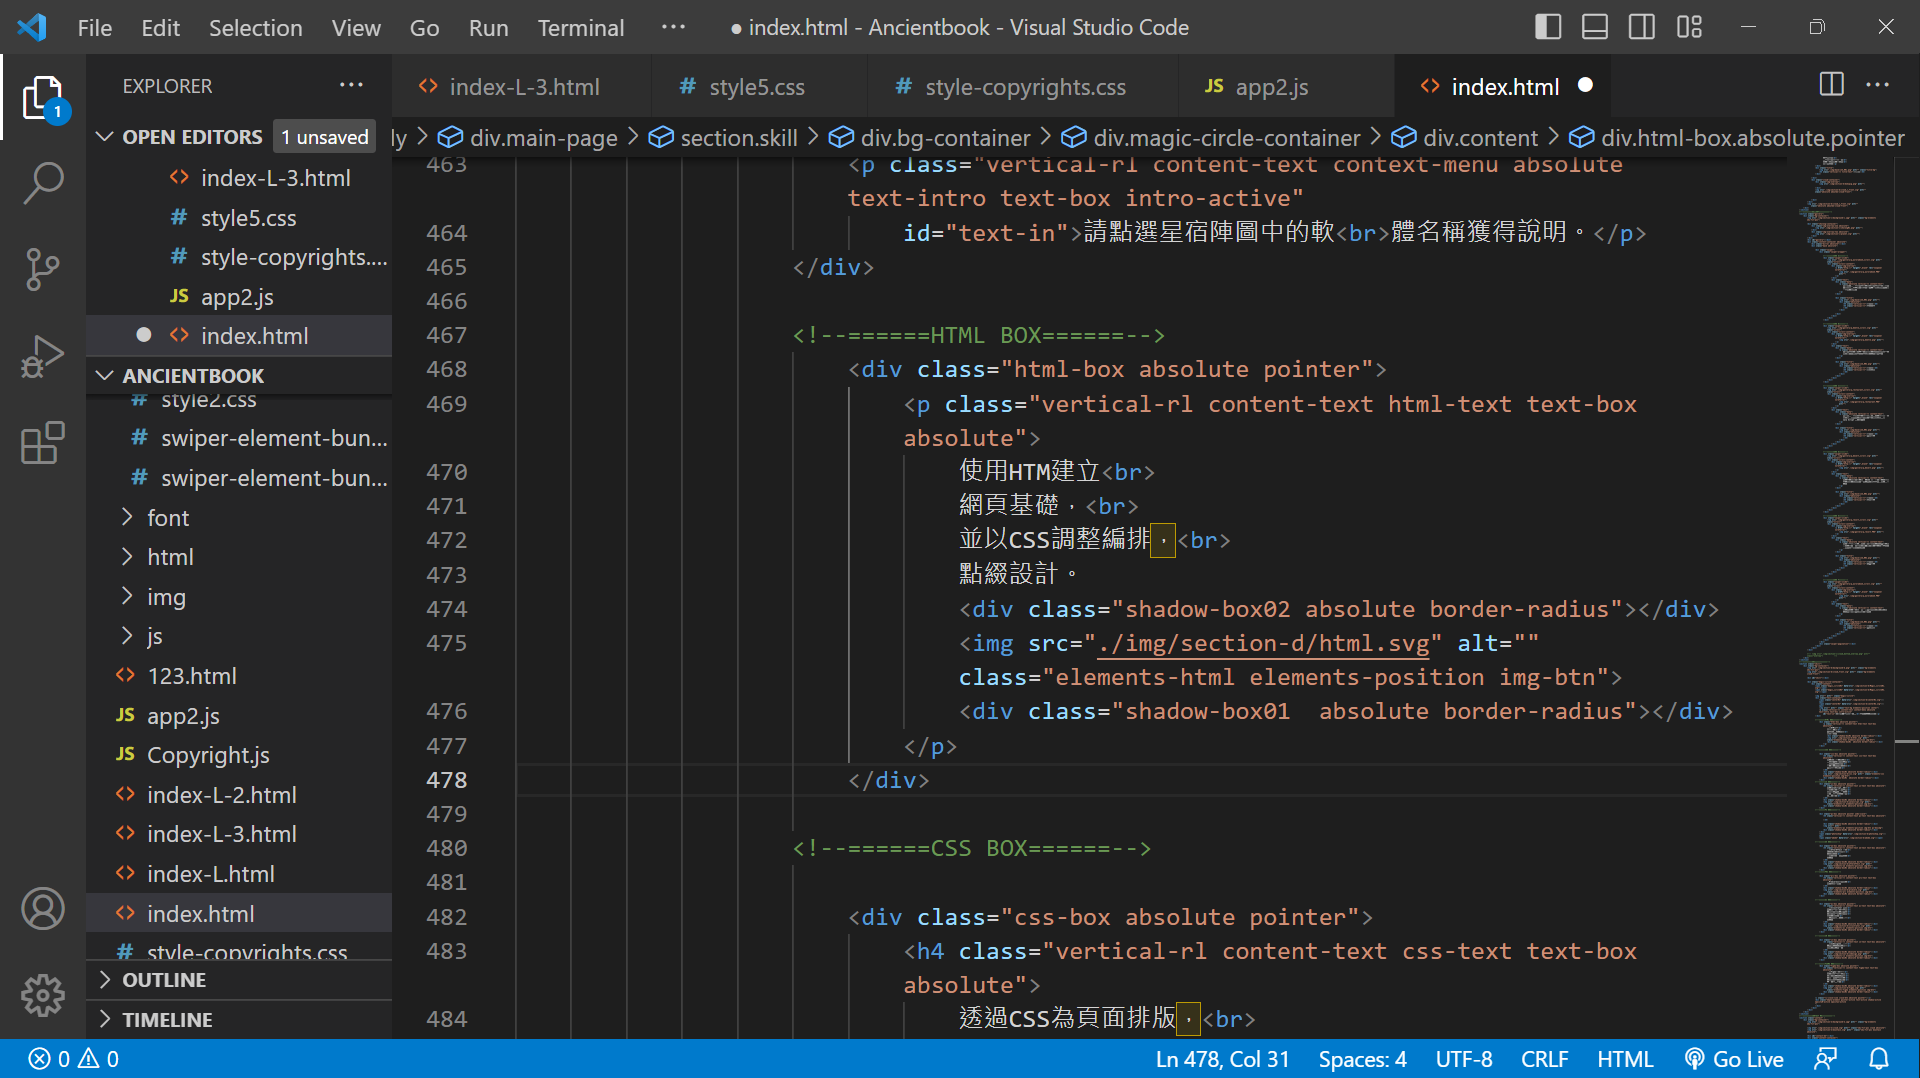 File Edit Selection View Go Run Terminal ··· ● index.html - Ancientbook - Visual Studio Code
EXPLORER ···
index-L-3.html # style5.css # style-copyrights.css JS app2.js index.html ●
OPEN EDITORS 1 unsaved
ly > div.main-page > section.skill > div.bg-container > div.magic-circle-container > div.content > div.html-box.absolute.pointer
1
index-L-3.html
# style5.css
# style-copyrights....
JS app2.js
● index.html
ANCIENTBOOK
# style2.css
# swiper-element-bun...
# swiper-element-bun...
> font
> html
> img
> js
123.html
JS app2.js
JS Copyright.js
index-L-2.html
index-L-3.html
index-L.html
index.html
# style-copyrights.css
> OUTLINE
> TIMELINE
463 <p class="vertical-rl content-text context-menu absolute
text-intro text-box intro-active"
464 id="text-in">請點選星宿陣圖中的軟<br>體名稱獲得說明。</p>
465 </div>
466
467 <!--======HTML BOX======-->
468 <div class="html-box absolute pointer">
469 <p class="vertical-rl content-text html-text text-box
absolute">
470 使用HTM建立<br>
471 網頁基礎，<br>
472 並以CSS調整編排，<br>
473 點綴設計。
474 <div class="shadow-box02 absolute border-radius"></div>
475 <img src="./img/section-d/html.svg" alt=""
class="elements-html elements-position img-btn">
476 <div class="shadow-box01  absolute border-radius"></div>
477 </p>
478 </div>
479
480 <!--======CSS BOX======-->
481
482 <div class="css-box absolute pointer">
483 <h4 class="vertical-rl content-text css-text text-box
absolute">
484 透過CSS為頁面排版，<br>
0 0 Ln 478, Col 31 Spaces: 4 UTF-8 CRLF HTML Go Live